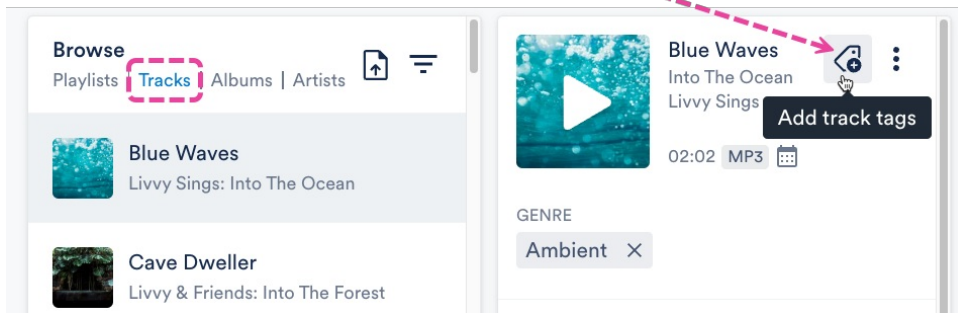 Browse
Playlists Tracks Albums | Artists
Blue Waves
Livvy Sings: Into The Ocean
Cave Dweller
Livvy & Friends: Into The Forest
Blue Waves
Into The Ocean
Livvy Sings
Add track tags
02:02 MP3
GENRE
Ambient